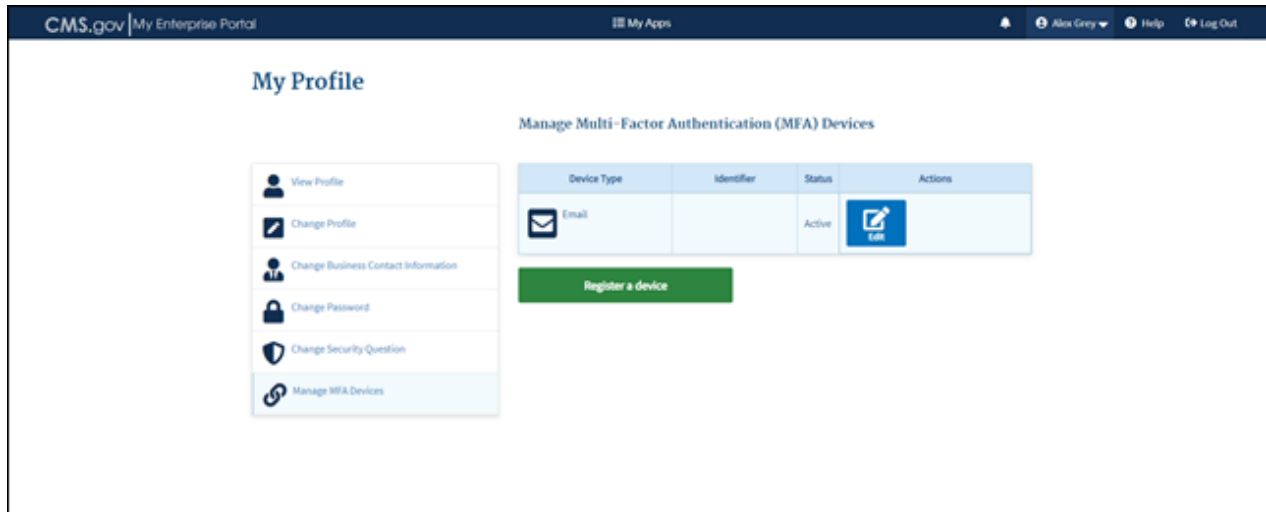 CMS.gov My Enterprise Portal
My Apps
Alex Grey
Help
Log Out
My Profile
View Profile
Change Profile
Change Business Contact Information
Change Password
Change Security Question
Manage MFA Devices
Manage Multi-Factor Authentication (MFA) Devices
Device Type Identifier Status Actions
Email Active Edit
Register a device